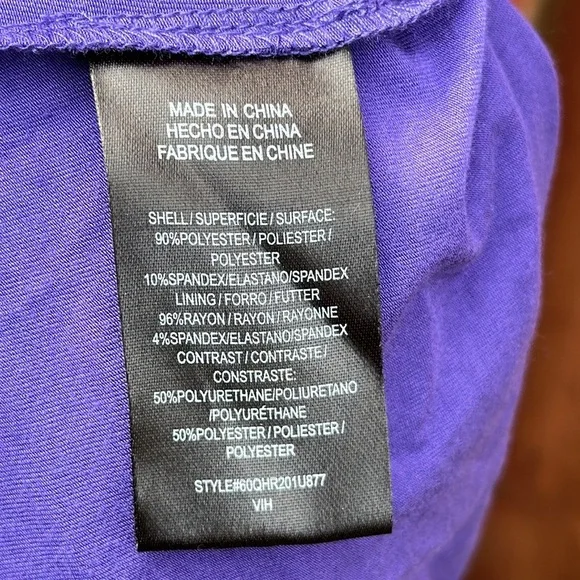 MADE IN CHINA
HECHO EN CHINA
FABRIQUE EN CHINE
SHELL / SUPERFICIE / SURFACE:
90%POLYESTER / POLIESTER /
POLYESTER
10%SPANDEX/ELASTANO/SPANDEX
LINING / FORRO / FUTTER
96%RAYON / RAYON / RAYONNE
4%SPANDEX/ELASTANO/SPANDEX
CONTRAST / CONTRASTE /
CONSTRASTE:
50%POLYURETHANE/POLIURETANO
/POLYURÉTHANE
50%POLYESTER / POLIESTER /
POLYESTER
STYLE#60QHR201U877
VIH